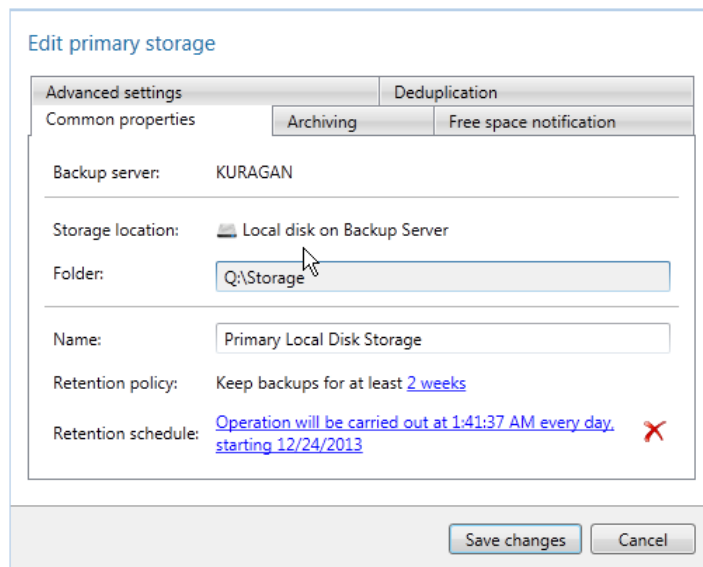 Edit primary storage
Advanced settings
Deduplication
Common properties
Archiving
Free space notification
Backup server:
KURAGAN
Storage location:
Local disk on Backup Server
Folder:
Q:\Storage
Name:
Primary Local Disk Storage
Retention policy:
Keep backups for at least 2 weeks
Retention schedule:
Operation will be carried out at 1:41:37 AM every day,
starting 12/24/2013
Save changes
Cancel